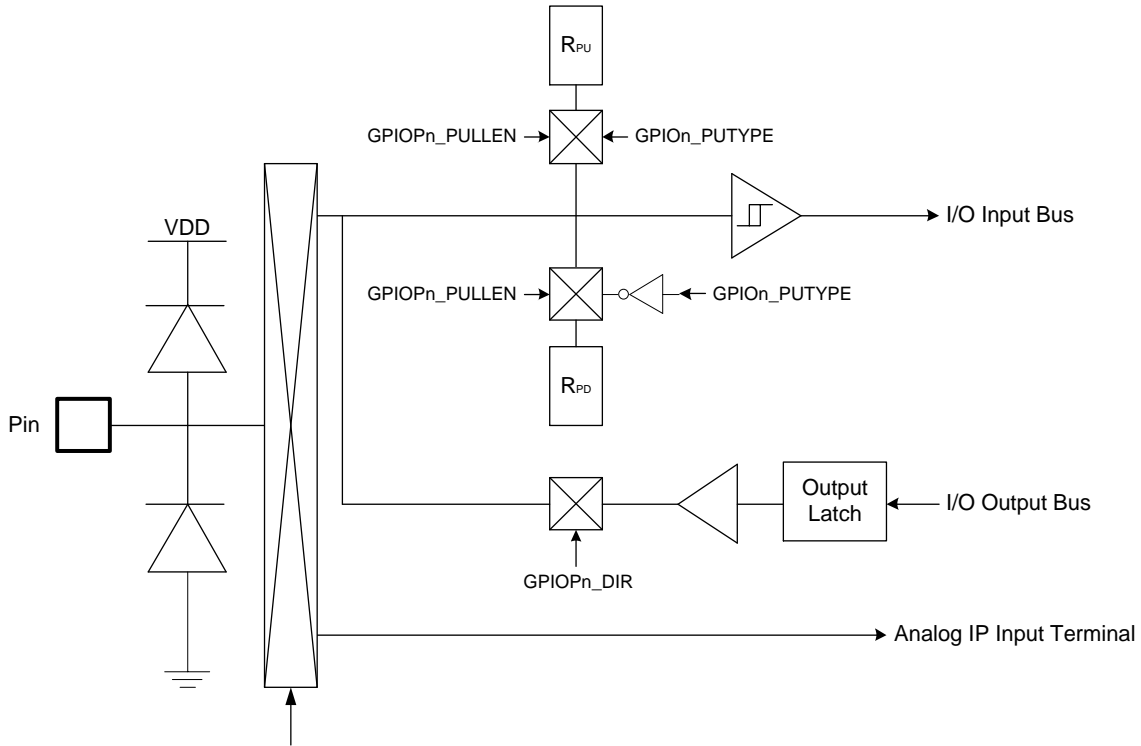 RPU
GPIOPn_PULLEN
GPIOn_PUTYPE
I/O Input Bus
VDD
GPIOPn_PULLEN
GPIOn_PUTYPE
RPD
Pin
Output
Latch
I/O Output Bus
GPIOPn_DIR
Analog IP Input Terminal